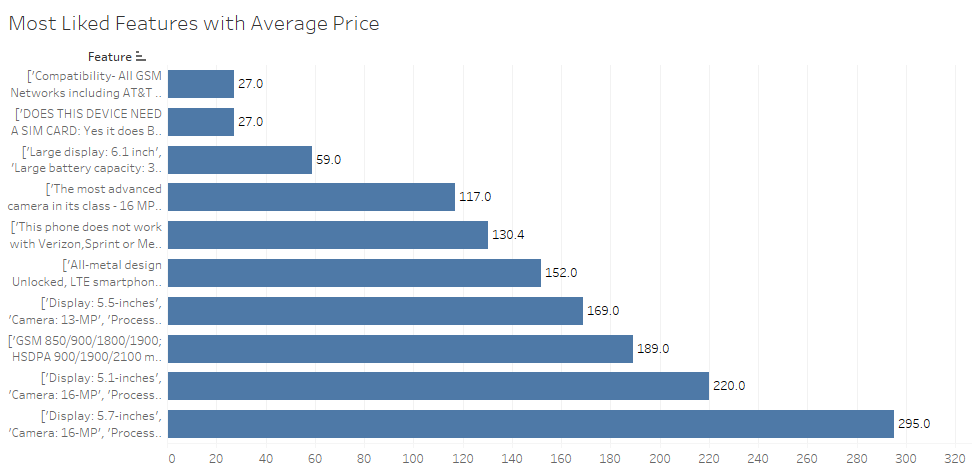 Most Liked Features with Average Price
Feature
['Compatibility- All GSM
Networks including AT&T ..
27.0
['DOES THIS DEVICE NEED
A SIM CARD: Yes it does B..
27.0
['Large display: 6.1 inch',
'Large battery capacity: 3..
59.0
['The most advanced
camera in its class - 16 MP..
117.0
['This phone does not work
with Verizon,Sprint or Me..
130.4
['All-metal design
Unlocked, LTE smartphon..
152.0
['Display: 5.5-inches',
'Camera: 13-MP', 'Process..
169.0
['GSM 850/900/1800/1900;
HSDPA 900/1900/2100 m..
189.0
['Display: 5.1-inches',
'Camera: 16-MP', 'Process..
220.0
['Display: 5.7-inches',
'Camera: 16-MP', 'Process..
295.0
0 20 40 60 80 100 120 140 160 180 200 220 240 260 280 300 320